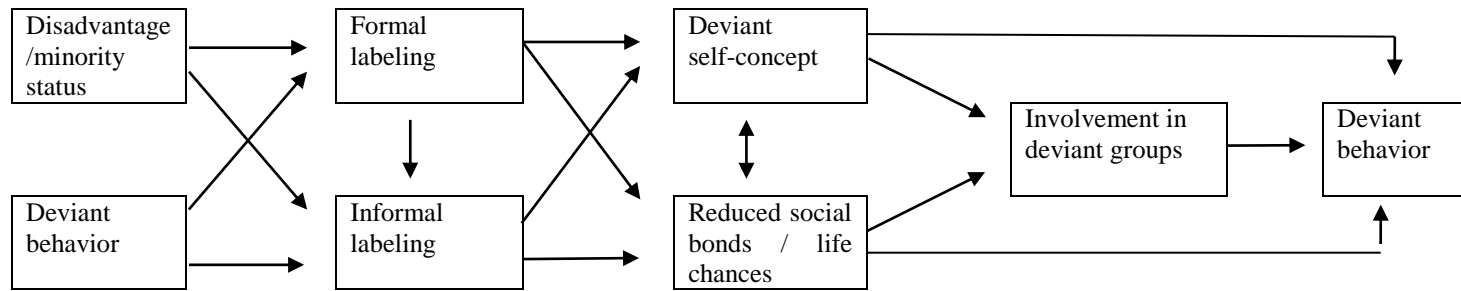 Disadvantage
/minority
status
Formal
labeling
Deviant
self-concept
Involvement in
deviant groups
Deviant
behavior
Deviant
behavior
Informal
labeling
Reduced social
bonds / life
chances